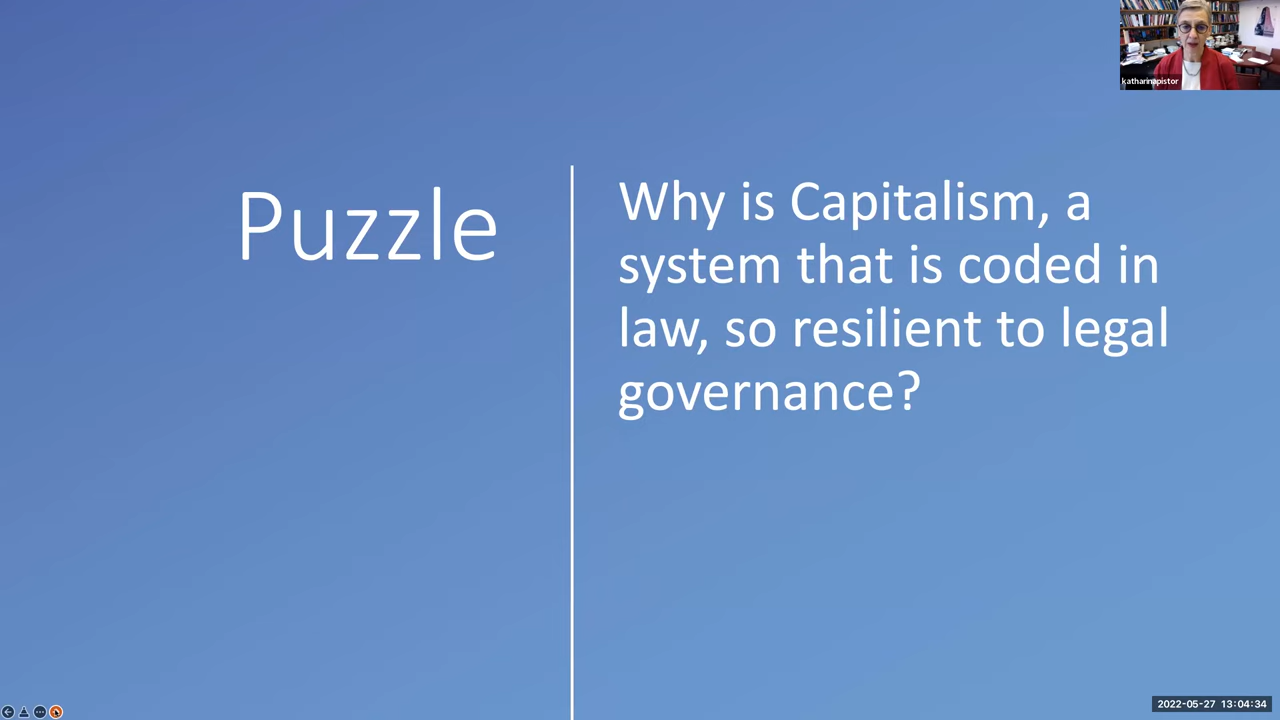 katharinapistor
Puzzle
Why is Capitalism, a
system that is coded in
law, so resilient to legal
governance?
2022-05-27 13:04:34